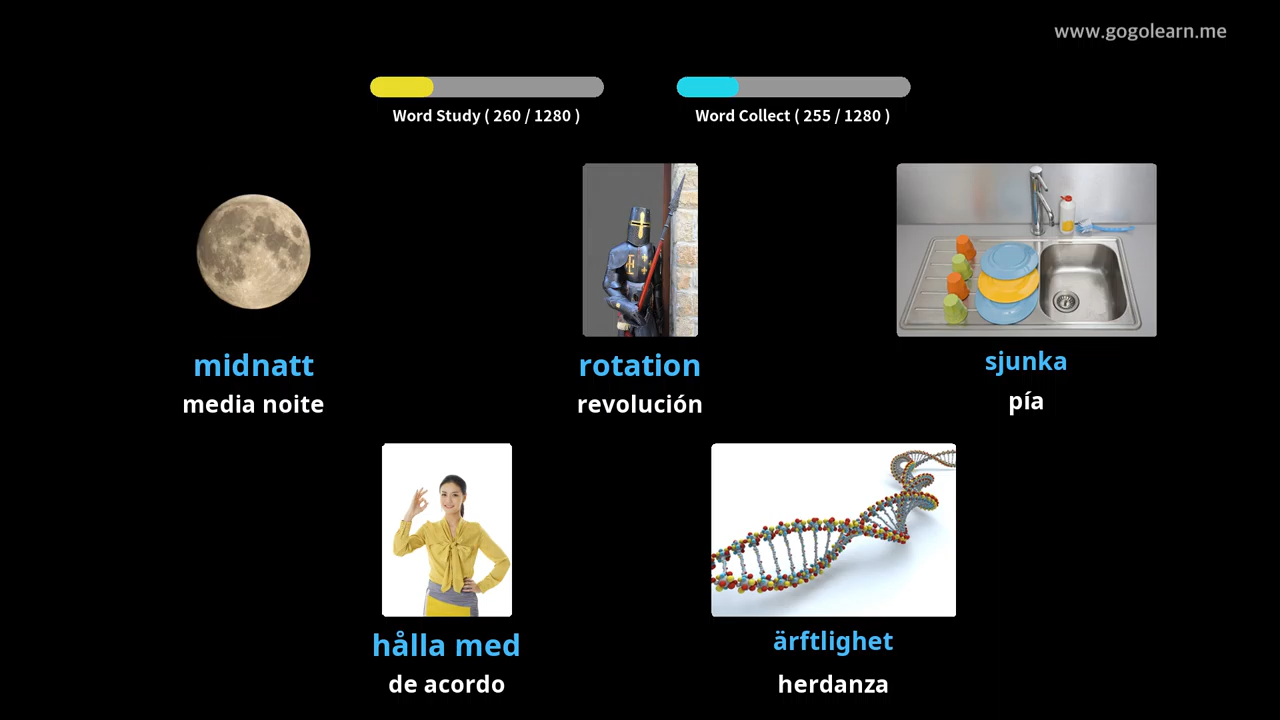 www.gogolearn.me
Word Study ( 260 / 1280 )
Word Collect ( 255 / 1280 )
midnatt
media noite
rotation
revolución
sjunka
pía
hålla med
de acordo
ärftlighet
herdanza